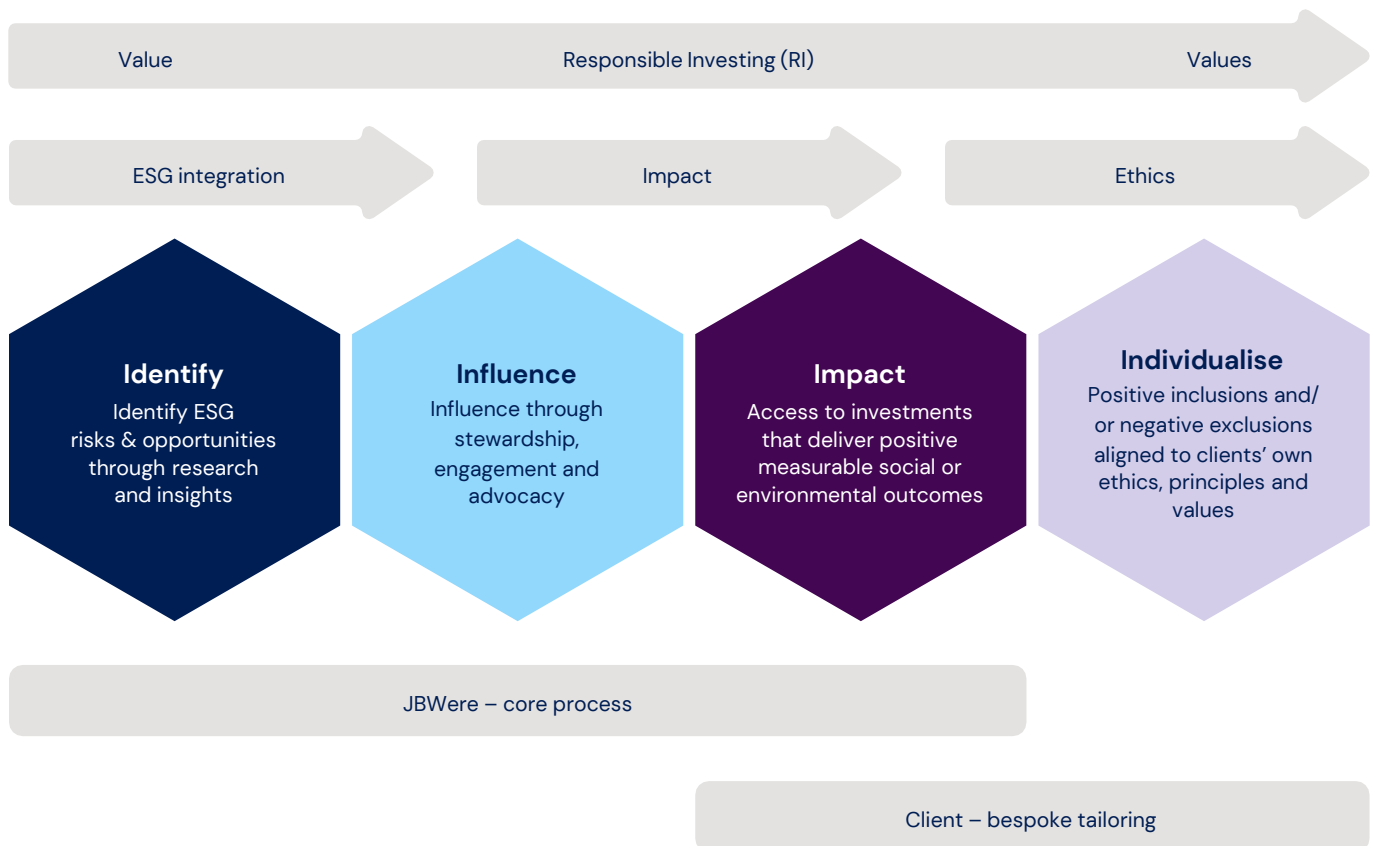 Value Responsible Investing (RI) Values
ESG integration Impact Ethics
Identify
Identify ESG
risks & opportunities
through research
and insights
Influence
Influence through
stewardship,
engagement and
advocacy
Impact
Access to investments
that deliver positive
measurable social or
environmental outcomes
Individualise
Positive inclusions and/
or negative exclusions
aligned to clients’ own
ethics, principles and
values
JBWere – core process
Client – bespoke tailoring